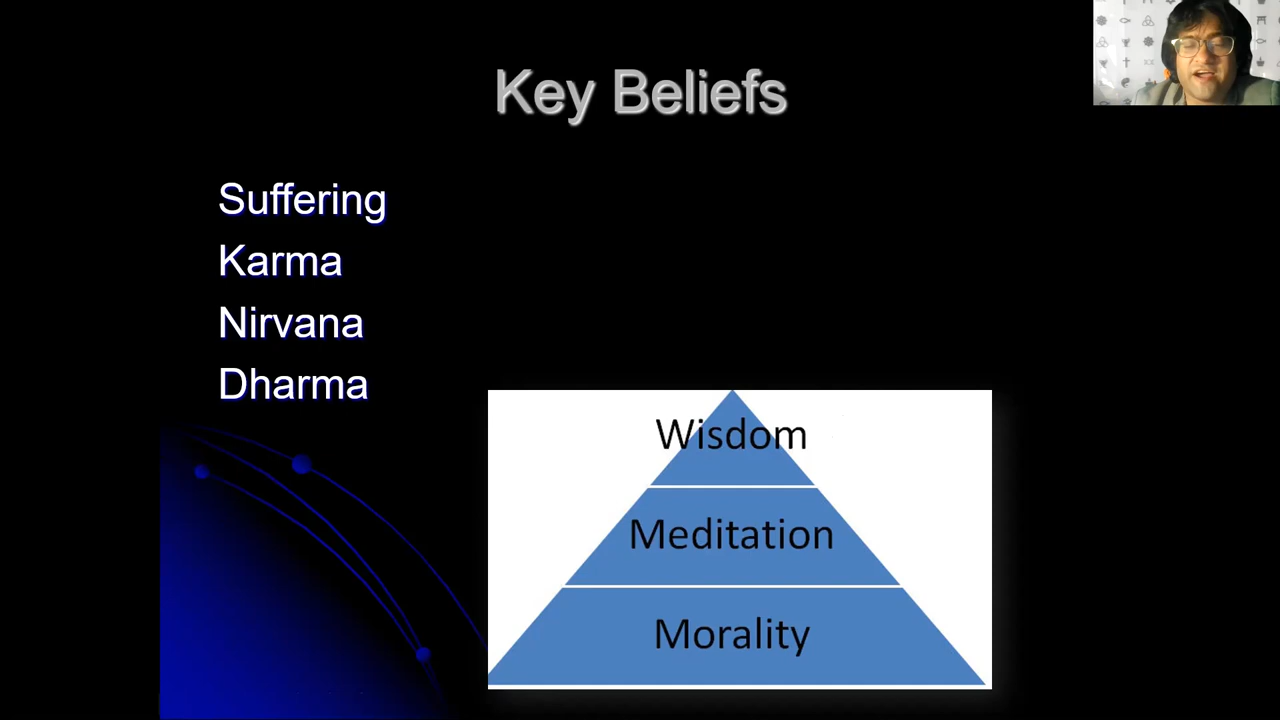 Key Beliefs
Suffering
Karma
Nirvana
Dharma
Wisdom
Meditation
Morality